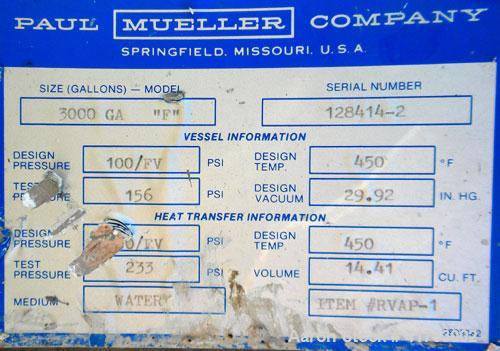 PAUL MUELLER COMPANY
SPRINGFIELD, MISSOURI, U.S.A.
SIZE (GALLONS) — MODEL SERIAL NUMBER
3000 GA "F" 128414-2
VESSEL INFORMATION
DESIGN PRESSURE 100/FV PSI DESIGN TEMP. 450 °F
PRESSURE 156 PSI DESIGN VACUUM 29.92 IN. HG.
HEAT TRANSFER INFORMATION
DESIGN PRESSURE /FV PSI DESIGN TEMP. 450 °F
TEST PRESSURE 233 PSI VOLUME 14.41 CU. FT.
MEDIUM WATER ITEM #RVAP-1